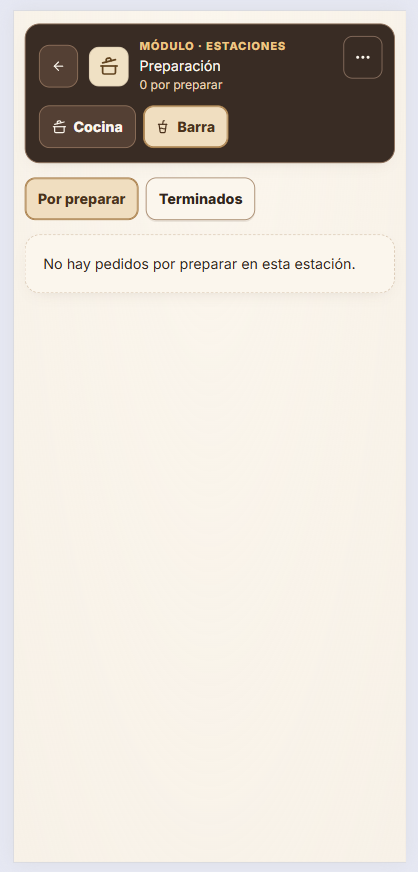 MÓDULO · ESTACIONES
Preparación
0 por preparar
Cocina
Barra
Por preparar
Terminados
No hay pedidos por preparar en esta estación.